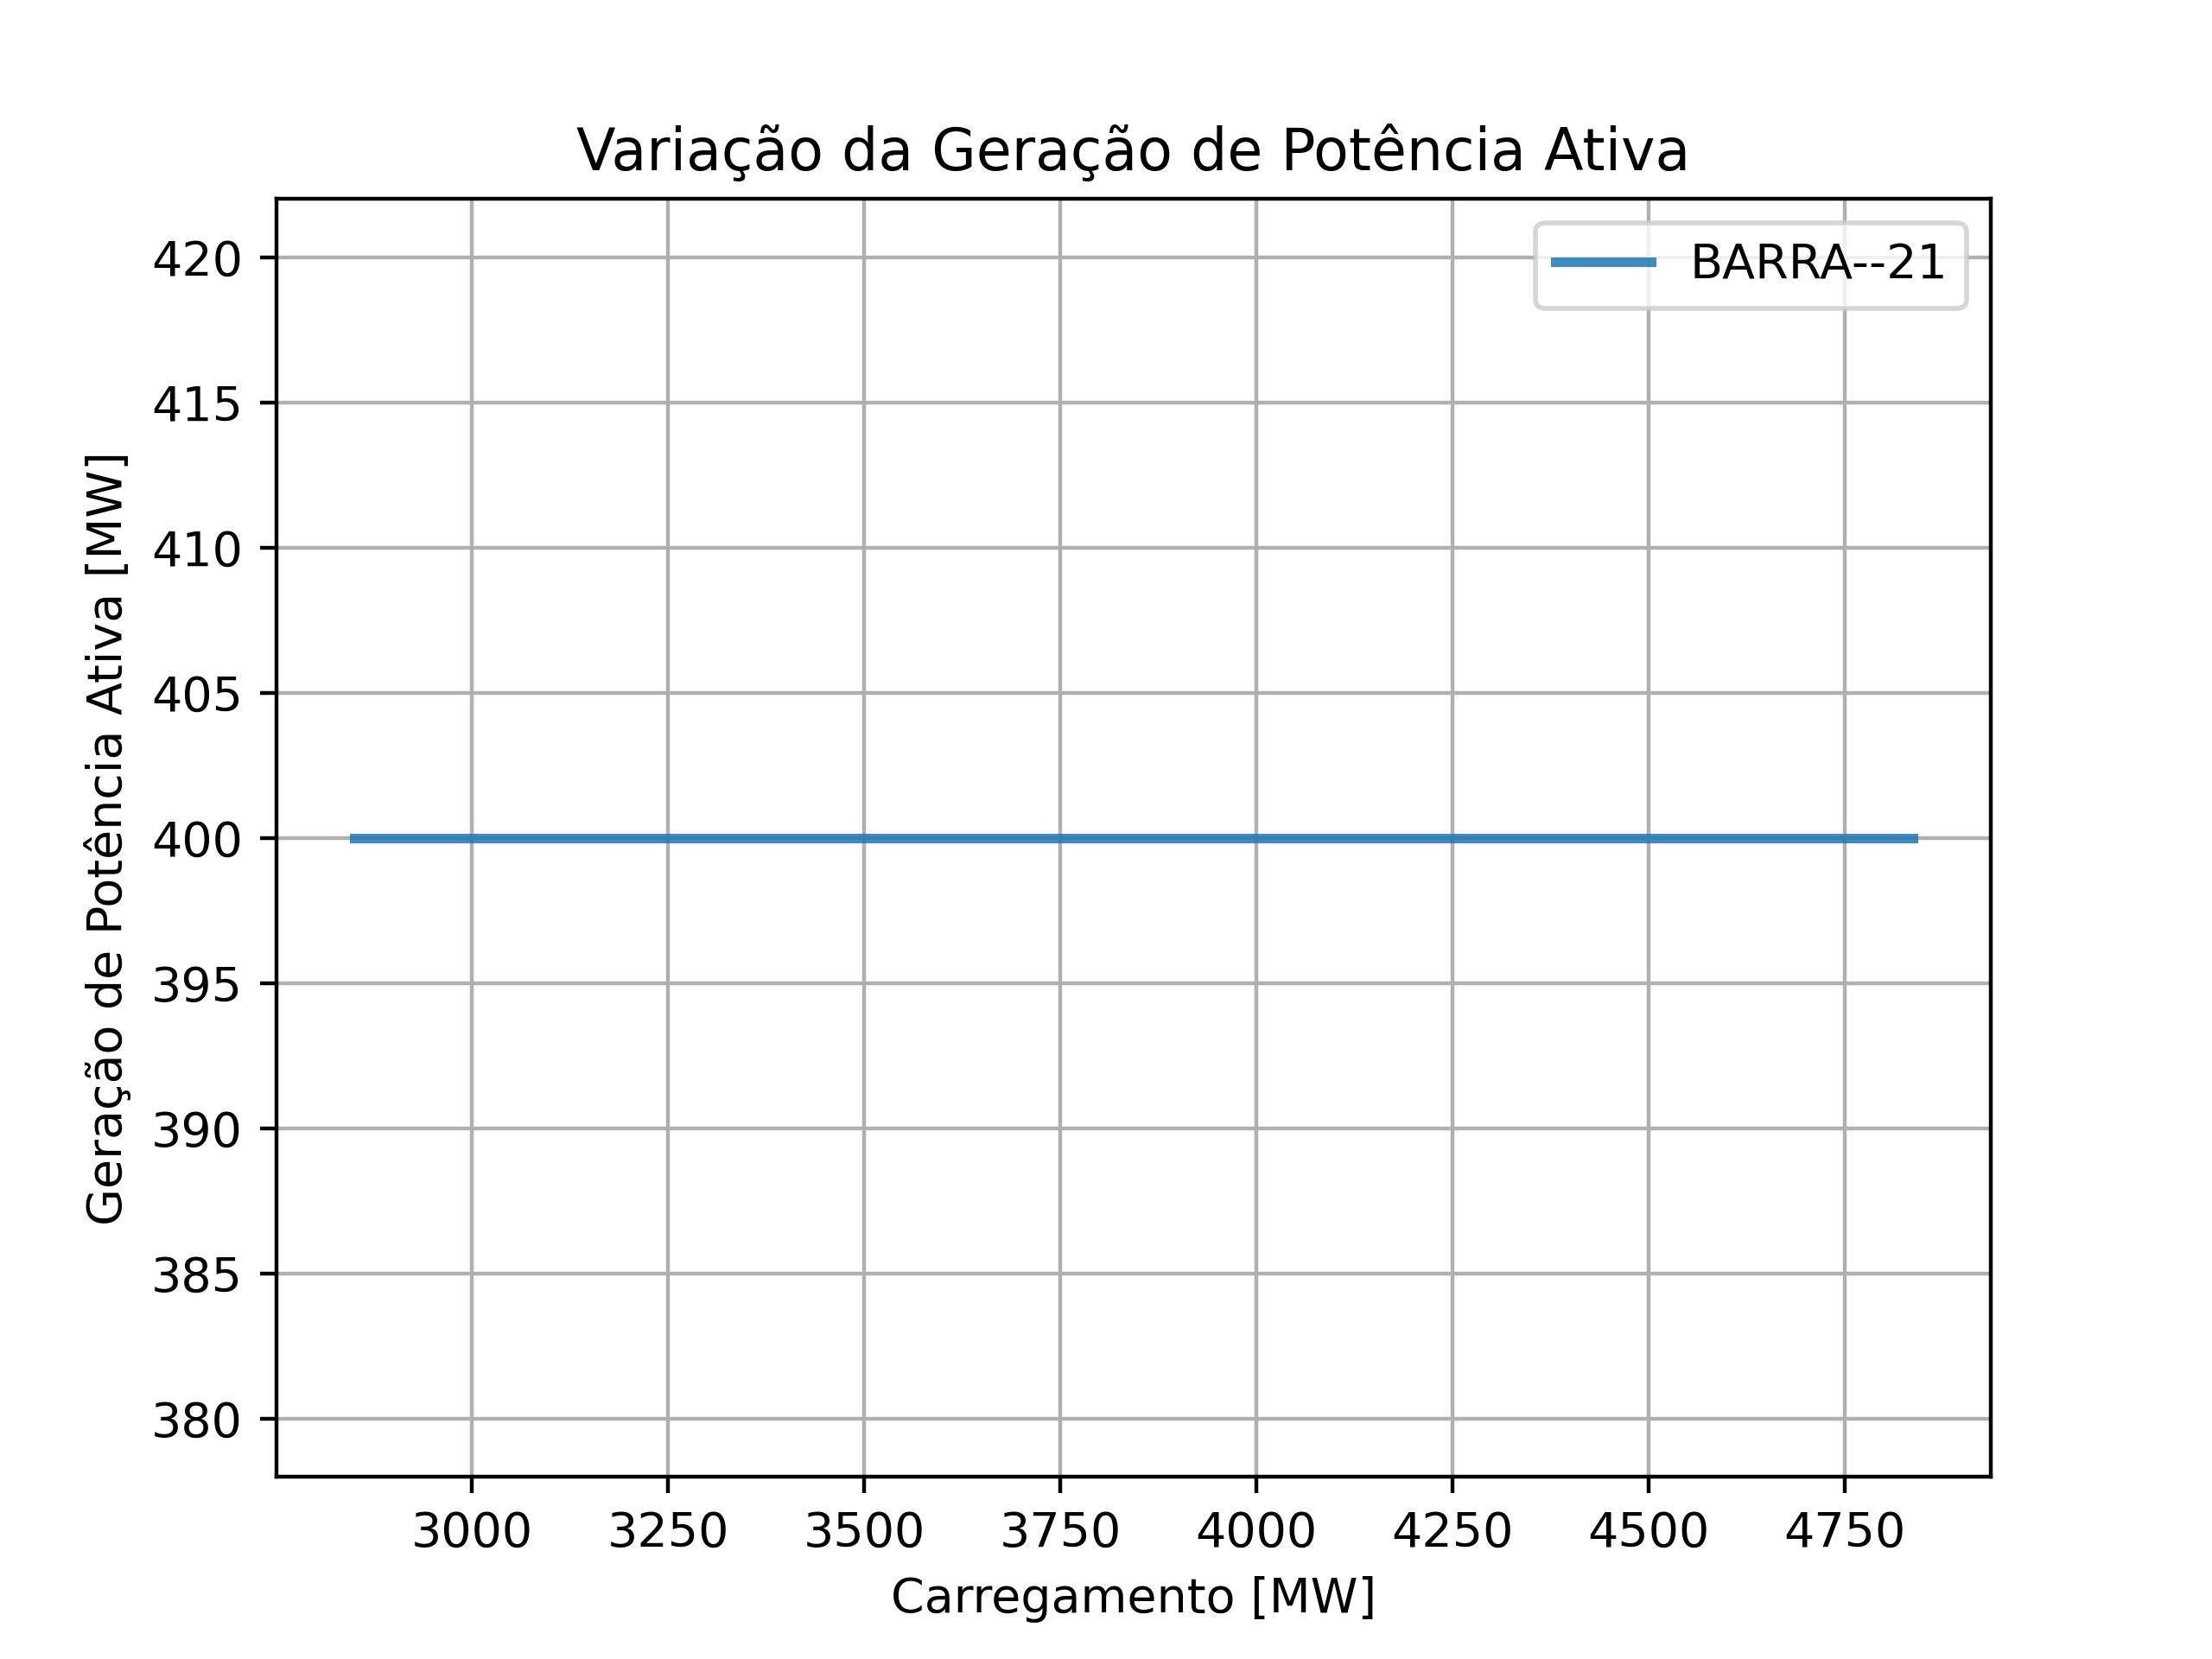 Variação da Geração de Potência Ativa
BARRA--21
Geração de Potência Ativa [MW]
420
415
410
405
400
395
390
385
380
3000 3250 3500 3750 4000 4250 4500 4750
Carregamento [MW]